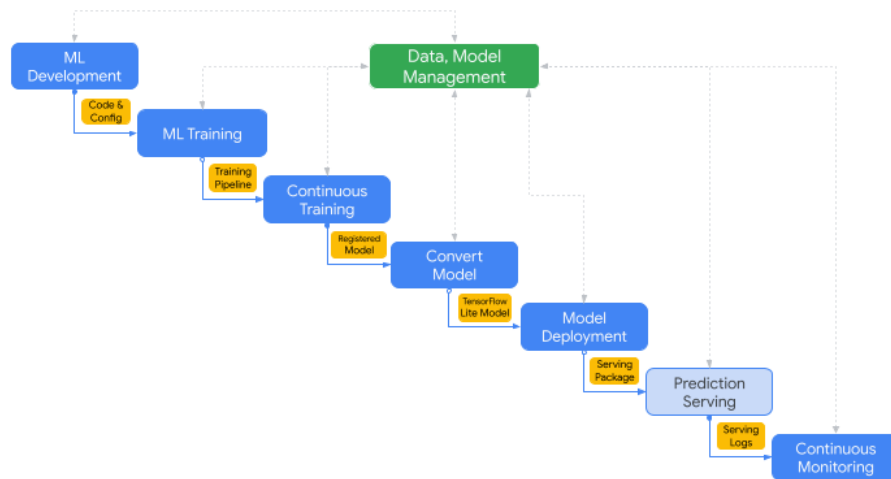 ML
Development
Data, Model
Management
Code &
Config
ML Training
Training
Pipeline
Continuous
Training
Registered
Model
Convert
Model
TensorFlow
Lite Model
Model
Deployment
Serving
Package
Prediction
Serving
Serving
Logs
Continuous
Monitoring